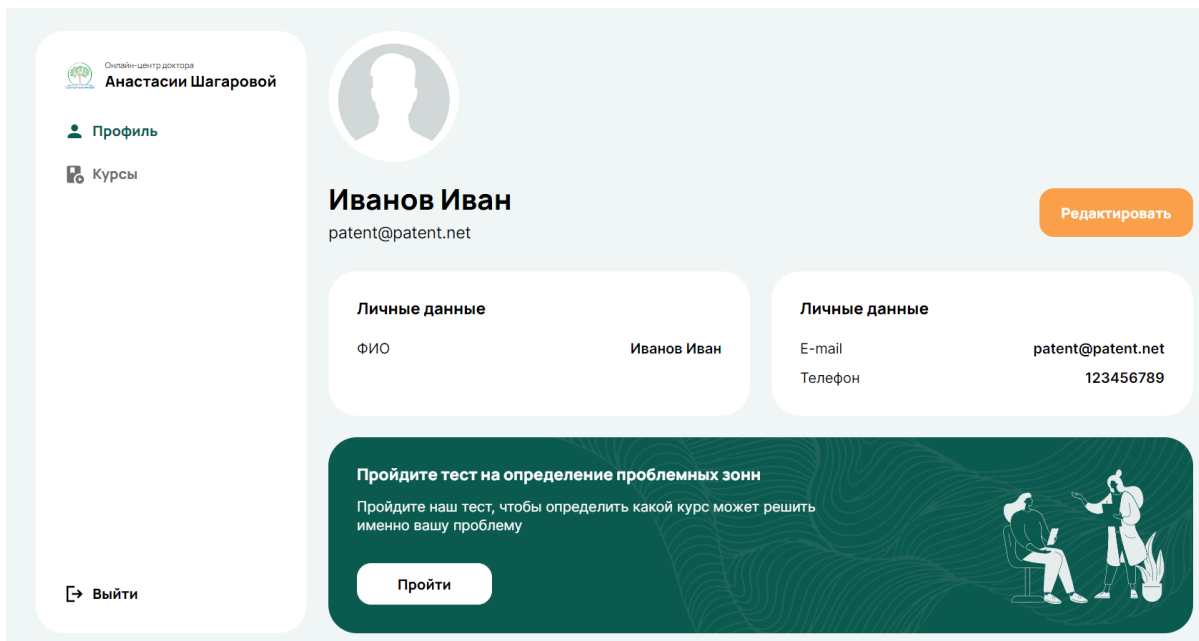 Онлайн-центр доктора
Анастасии Шагаровой
Профиль
Курсы
Выйти
Иванов Иван
patent@patent.net
Редактировать
Личные данные
ФИО Иванов Иван
Личные данные
E-mail patent@patent.net
Телефон 123456789
Пройдите тест на определение проблемных зонн
Пройдите наш тест, чтобы определить какой курс может решить
именно вашу проблему
Пройти